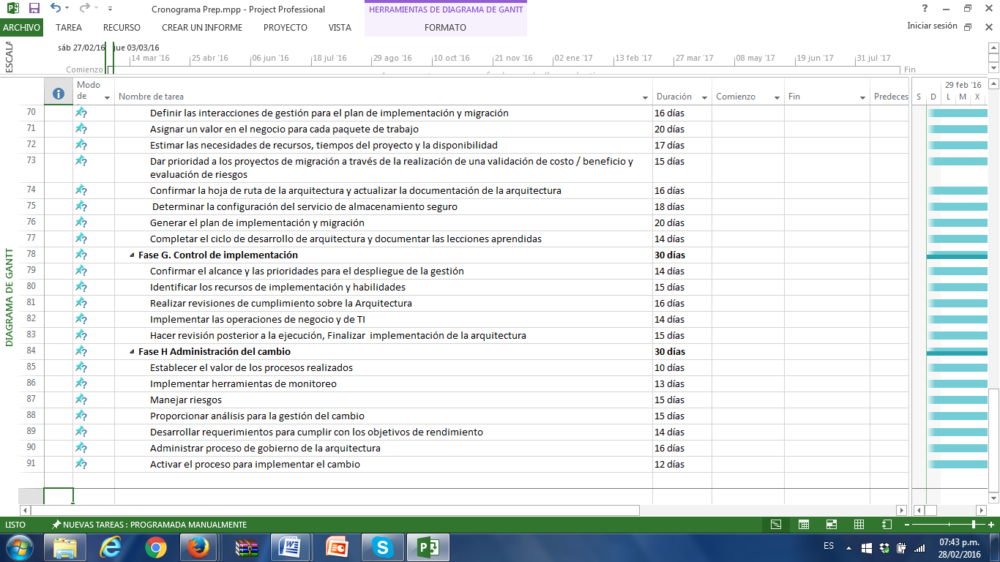 Cronograma Prep.mpp - Project Professional
HERRAMIENTAS DE DIAGRAMA DE GANTT
ARCHIVO TAREA RECURSO CREAR UN INFORME PROYECTO VISTA FORMATO
Iniciar sesión
ESCALA
sáb 27/02/16 jue 03/03/16
14 mar '16 25 abr '16 06 jun '16 18 jul '16 29 ago '16 10 oct '16 21 nov '16 02 ene '17 13 feb '17 27 mar '17 08 may '17 19 jun '17 31 jul '17
Comienzo Fin
Modo de Nombre de tarea Duración Comienzo Fin Predeces
29 feb '16
S D L M X
DIAGRAMA DE GANTT
70 Definir las interacciones de gestión para el plan de implementación y migración 16 días
71 Asignar un valor en el negocio para cada paquete de trabajo 20 días
72 Estimar las necesidades de recursos, tiempos del proyecto y la disponibilidad 17 días
73 Dar prioridad a los proyectos de migración a través de la realización de una validación de costo / beneficio y 15 días
evaluación de riesgos
74 Confirmar la hoja de ruta de la arquitectura y actualizar la documentación de la arquitectura 16 días
75 Determinar la configuración del servicio de almacenamiento seguro 18 días
76 Generar el plan de implementación y migración 20 días
77 Completar el ciclo de desarrollo de arquitectura y documentar las lecciones aprendidas 14 días
78 Fase G. Control de implementación 30 días
79 Confirmar el alcance y las prioridades para el despliegue de la gestión 14 días
80 Identificar los recursos de implementación y habilidades 15 días
81 Realizar revisiones de cumplimiento sobre la Arquitectura 16 días
82 Implementar las operaciones de negocio y de TI 14 días
83 Hacer revisión posterior a la ejecución, Finalizar implementación de la arquitectura 15 días
84 Fase H Administración del cambio 30 días
85 Establecer el valor de los procesos realizados 10 días
86 Implementar herramientas de monitoreo 13 días
87 Manejar riesgos 15 días
88 Proporcionar análisis para la gestión del cambio 15 días
89 Desarrollar requerimientos para cumplir con los objetivos de rendimiento 14 días
90 Administrar proceso de gobierno de la arquitectura 16 días
91 Activar el proceso para implementar el cambio 12 días
LISTO NUEVAS TAREAS : PROGRAMADA MANUALMENTE
ES 07:43 p.m.
28/02/2016